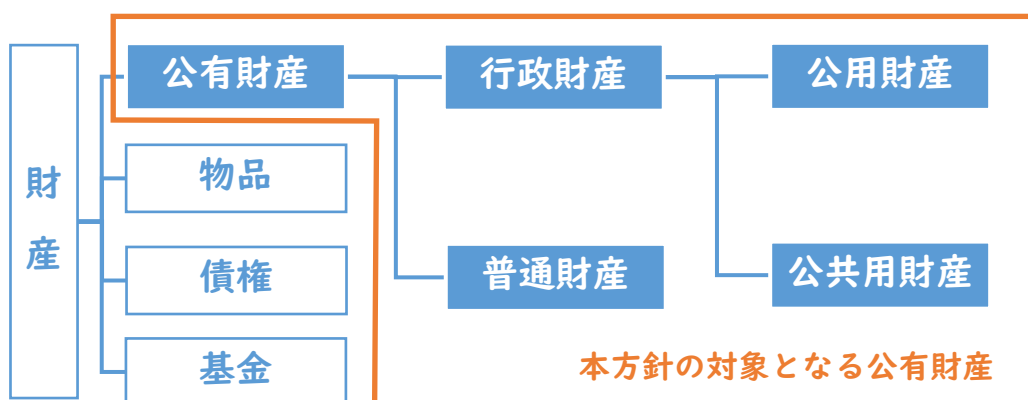 財産
公有財産
行政財産
公用財産
物品
債権
普通財産
公共用財産
基金
本方針の対象となる公有財産